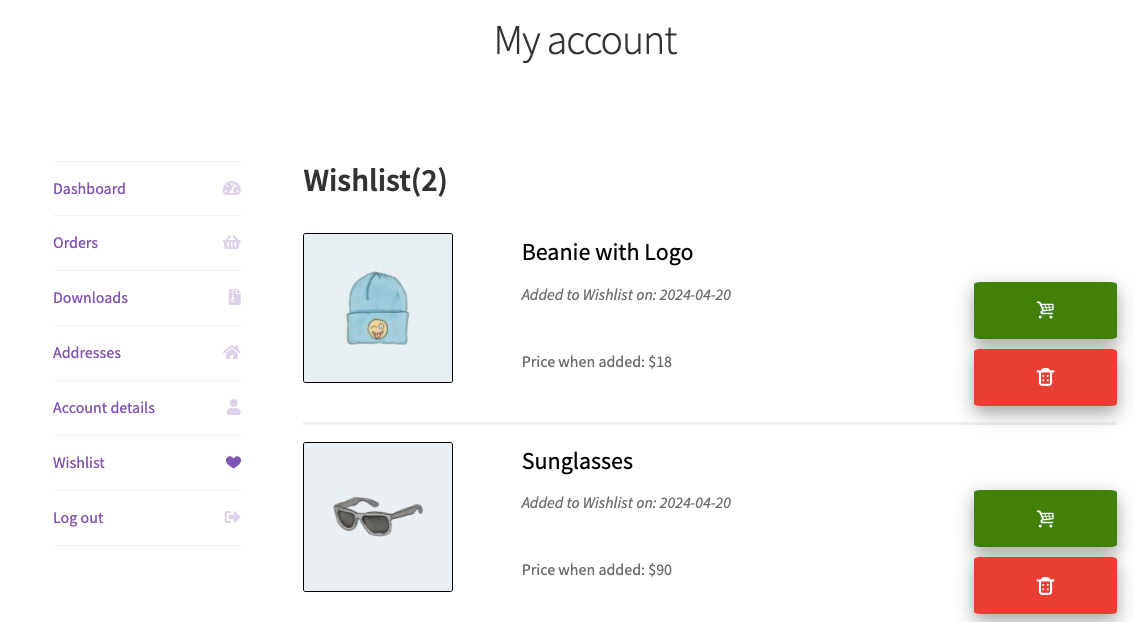 My account
Dashboard
Orders
Downloads
Addresses
Account details
Wishlist
Log out
Wishlist(2)
Beanie with Logo
Added to Wishlist on: 2024-04-20
Price when added: $18
Sunglasses
Added to Wishlist on: 2024-04-20
Price when added: $90